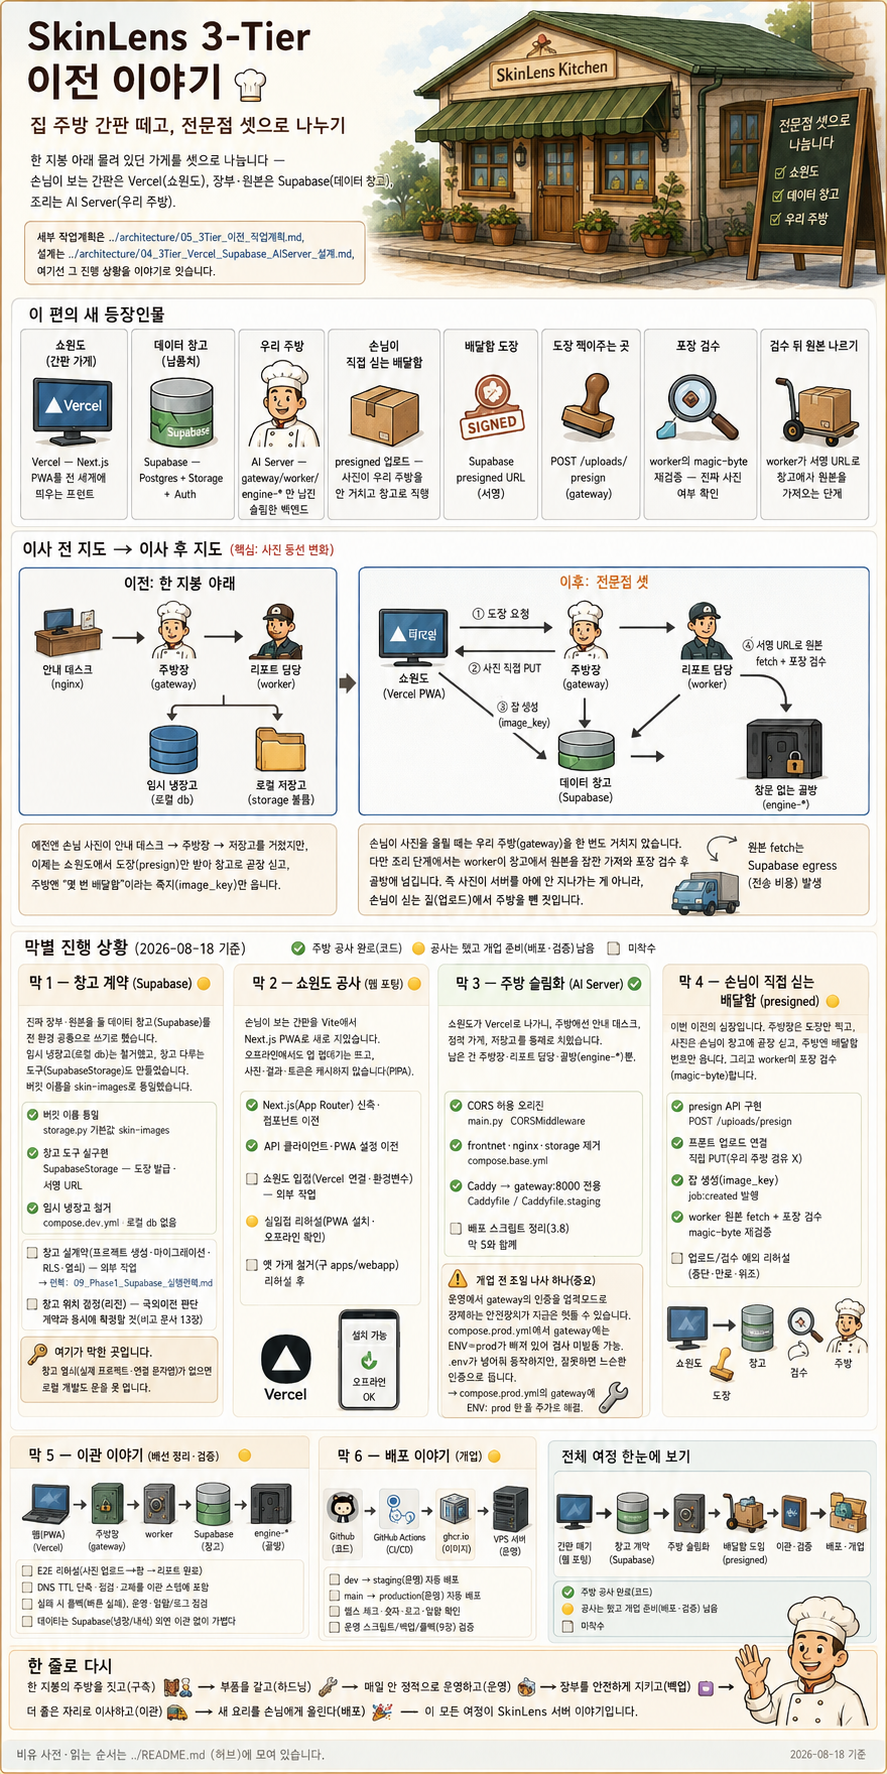 SkinLens 3-Tier
이전 이야기
집 주방 간판 떼고, 전문점 셋으로 나누기
한 지붕 아래 몰려 있던 가게를 셋으로 나눕니다 —
손님이 보는 간판은 Vercel(쇼윈도), 장부·원본은 Supabase(데이터 창고),
조리는 AI Server(우리 주방).
세부 작업계획은 ../architecture/05_3Tier_이전_작업계획.md,
설계는 ../architecture/04_3Tier_Vercel_Supabase_AIServer_설계.md,
여기선 그 진행 상황을 이야기로 잇습니다.
SkinLens Kitchen
전문점 셋으로
나눕니다
쇼윈도
데이터 창고
우리 주방
이 편의 새 등장인물
쇼윈도
(간판 가게)
Vercel
Vercel — Next.js
PWA를 전 세게에
띄우는 프런트
데이터 창고
(납품치)
Supabase
Supabase —
Postgres + Storage
+ Auth
우리 주방
AI Server —
gateway/worker/
engine-* 만 남긴
슬림한 벡엔드
손님이
직접 싣는 배달함
presigned 업로드 —
사진이 우리 주방을
안 거치고 창고로 직행
배달함 도장
SIGNED
Supabase
presigned URL
(서명)
도장 찍이주는 곳
POST /uploads/
presign
(gateway)
포장 검수
worker의 magic-byte
재검증 — 진짜 사진
여부 확인
검수 뒤 원본 나르기
worker가 서명 URL로
창고에서 원본을
가져오는 단계
이사 전 지도 → 이사 후 지도 (핵심: 사진 동선 변화)
이전: 한 지붕 아래
안내 데스크
(nginx)
주방장
(gateway)
리포트 담당
(worker)
임시 냉장고
(로컬 db)
로컬 저장고
(storage 볼륨)
이후: 전문점 셋
① 도장 요청
② 사진 직접 PUT
③ 잡 생성
(image_key)
④ 서명 URL로 원본
fetch + 포장 검수
쇼윈도
(Vercel PWA)
주방장
(gateway)
리포트 담당
(worker)
데이터 창고
(Supabase)
창문 없는 골방
(engine-*)
예전엔 손님 사진이 안내 데스크 → 주방장 → 저장고를 거쳤지만,
이제는 쇼윈도에서 도장(presign)만 받아 창고로 곧장 싣고,
주방엔 "몇 번 배달함"이라는 쪽지(image_key)만 옵니다.
손님이 사진을 올릴 때는 우리 주방(gateway)을 한 번도 거치지 않습니다.
다만 조리 단게에서는 worker이 창고에서 원본을 잠깐 가져와 포장 검수 후
골방에 넘깁니다. 즉 사진이 서버를 아에 안 지나가는 게 아니라,
손님이 싣는 길(업로드)에서 주방을 뺀 것입니다.
원본 fetch는
Supabase egress
(전송 비용) 발생
막별 진행 상황 (2026-08-18 기준)
주방 공사 완료(코드)
공사는 했고 개업 준비(배포·검증) 남음
미착수
막 1 — 창고 계약 (Supabase)
진짜 장부·원본을 둘 데이터 창고(Supabase)를
전 환경 공통으로 쓰기로 했습니다.
임시 냉장고(로컬 db)는 철거했고, 창고 다루는
도구(SupabaseStorage)도 만들었습니다.
버킷 이름을 skin-images로 통일했습니다.
버킷 이름 통일
storage.py 기본값 skin-images
창고 도구 실구현
SupabaseStorage — 도장 발급·
서명 URL
임시 냉장고 철거
compose.dev.yml · 로컬 db 없음
창고 실계약(프로젝트 생성·마이그레이션·
RLS·열쇠) — 외부 작업
창고 위치 결정(리전) — 국외이전 판단
여기가 막힌 곳입니다.
창고 열쇠(실제 프로젝트·연결 문자열)가 없으면
로컬 개발도 문을 못 엽니다.
막 2 — 쇼윈도 공사 (웹 포팅)
손님이 보는 간판을 Vite에서
Next.js PWA로 새로 지었습니다.
오프라인에서도 업 껍데기는 뜨고,
사진·결과·토큰은 캐시하지 않습니다(PIPA).
Next.js(App Router) 신축·
컴포넌트 이전
API 클라이언트·PWA 설정 이전
쇼윈도 입점(Vercel 연결·환경변수)
— 외부 작업
실입점 리허설(PWA 설치·
오프라인 확인)
옛 가게 철거(구 apps/webapp)
리허설 후
Vercel
설치 가능
오프라인
OK
막 3 — 주방 슬림화 (AI Server)
쇼윈도가 Vercel로 나가니, 주방에선 안내 데스크,
정적 가게, 저장고를 통째로 치웠습니다.
남은 건 주방장·리포트 담당·골방(engine-*)뿐.
CORS 허용 오리진
main.py CORSMiddleware
frontnet · nginx · storage 제거
compose.base.yml
Caddy → gateway:8000 전용
Caddyfile / Caddyfile.staging
배포 스크립트 정리(3.8)
막 5와 함께
개업 전 조임 나사 하나(중요)
운영에서 gateway의 인증을 엄격모드로
강제하는 안전장치가 지금은 헛돌 수 있습니다.
compose.prod.yml에서 gateway에는
ENV=prod가 빠져 있어 검사 미발동 가능.
.env가 넣어줘 동작하지만, 잘못하면 느슨한
인증으로 뜹니다.
→ compose.prod.yml의 gateway에
ENV: prod 한 줄 추가로 해결.
막 4 — 손님이 직접 싣는
배달함 (presigned)
이번 이전의 심장입니다. 주방장은 도장만 찍고,
사진은 손님이 창고에 곧장 싣고, 주방엔 배달함
번호만 옵니다. 그리고 worker이 포장 검수
(magic-byte)합니다.
presign API 구현
POST /uploads/presign
프론트 업로드 연결
직접 PUT(우리 주방 경유 X)
잡 생성(image_key)
job:created 발행
worker 원본 fetch + 포장 검수
magic-byte 재검증
업로드/검수 예외 리허설
(중단·만료·위조)
쇼윈도
도장
창고
검수
주방
막 5 — 이관 이야기 (배선 정리·검증)
웹(PWA)
(Vercel)
주방장
(gateway)
worker
Supabase
(창고)
engine-*
(골방)
E2E 리허설(사진 업로드→잡 → 리포트 완료)
DNS TTL 단축·점검·교체를 이관 스텝에 포함
데이터는 Supabase(냉장/내식) 외엔 이관 없이 가볍다
막 6 — 배포 이야기 (개업)
Github
(코드)
GitHub Actions
(CI/CD)
ghcr.io
(이미지)
VPS 서버
(운영)
dev → staging(운영) 자동 배포
main → production(운영) 자동 배포
헬스 체크·숫자·로고·알람 확인
운영 스크립트/백업/플랙(9장) 검증
전체 여정 한눈에 보기
간판 떼기
(웹 포팅)
창고 계약
(Supabase)
주방 슬림화
배달함 도입
(presigned)
이관·검증
배포·개업
주방 공사 완료(코드)
공사는 했고 개업 준비(배포·검증) 남음
미착수
한 줄로 다시
한 지붕의 주방을 짓고(구축) → 부품을 갈고(하드닝) → 매일 안 정적으로 운영하고(운영) → 장부를 안전하게 지키고(백업) →
더 좋은 자리로 이사하고(이관) → 새 요리를 손님에게 올린다(배포) — 이 모든 여정이 SkinLens 서버 이야기입니다.
비유 사전·읽는 순서는 ../README.md (허브)에 모여 있습니다.
2026-08-18 기준